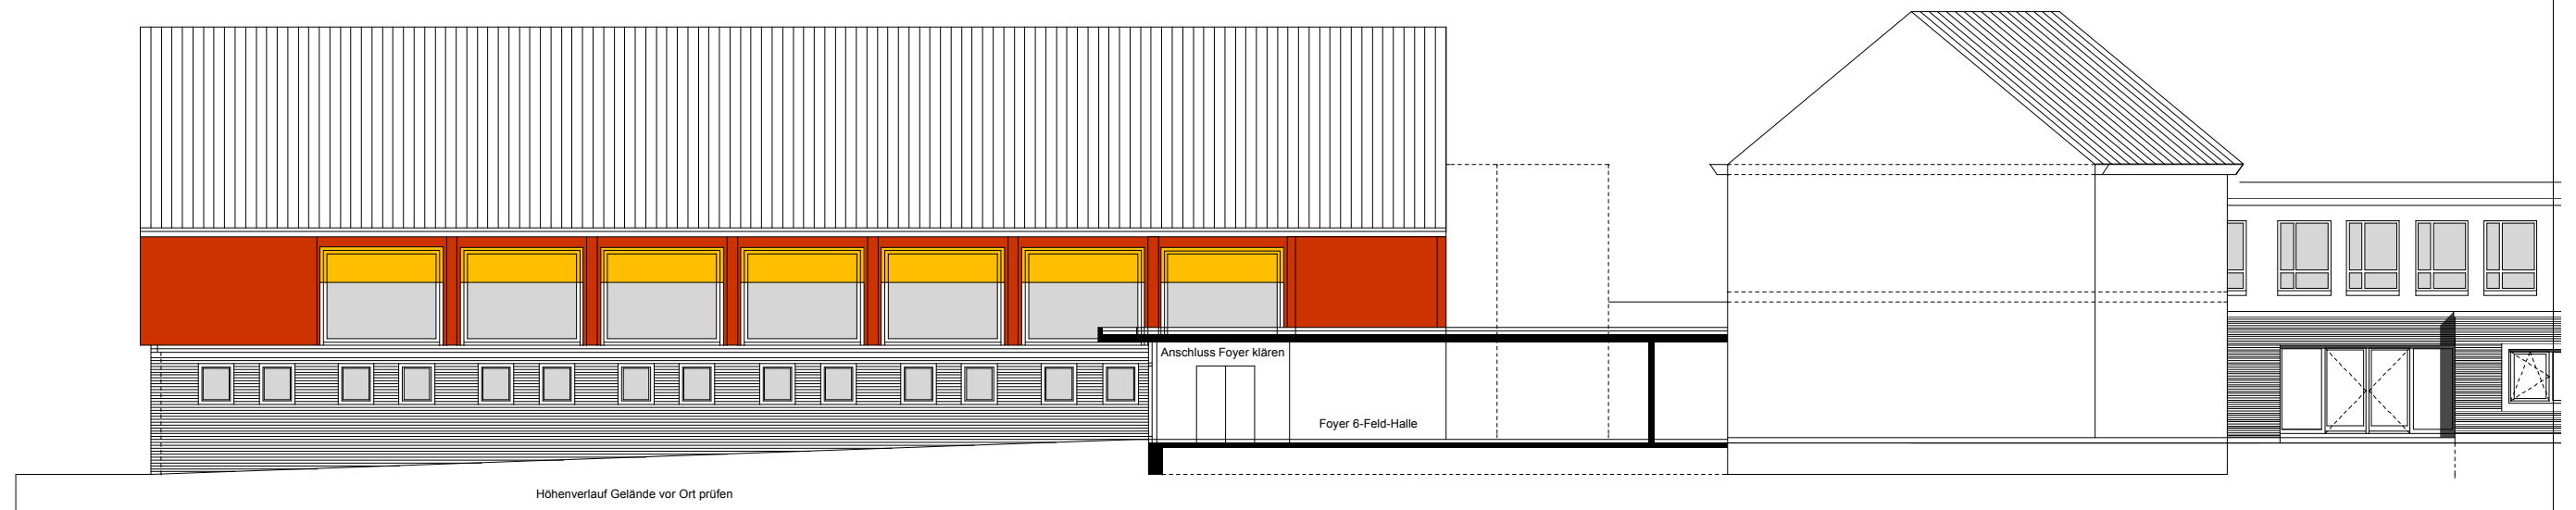 Anschluss Foyer klären
Foyer 6-Feld-Halle
Höhenverlauf Gelände vor Ort prüfen